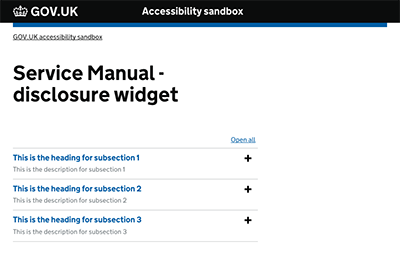 GOV.UK Accessibility sandbox
GOV.UK accessibility sandbox
Service Manual -
disclosure widget
Open all
This is the heading for subsection 1
This is the description for subsection 1
This is the heading for subsection 2
This is the description for subsection 2
This is the heading for subsection 3
This is the description for subsection 3